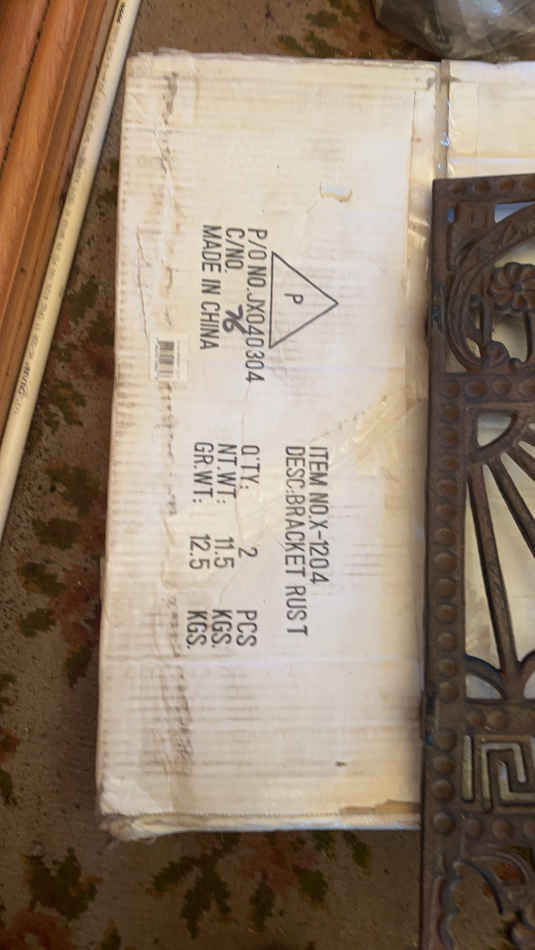 P
P/O NO.JX040304
C/NO. 76
MADE IN CHINA
ITEM NO.X-1204
DESC:BRACKET RUST
Q'TY: 2 PCS
NT.WT: 11.5 KGS.
GR.WT: 12.5 KGS.